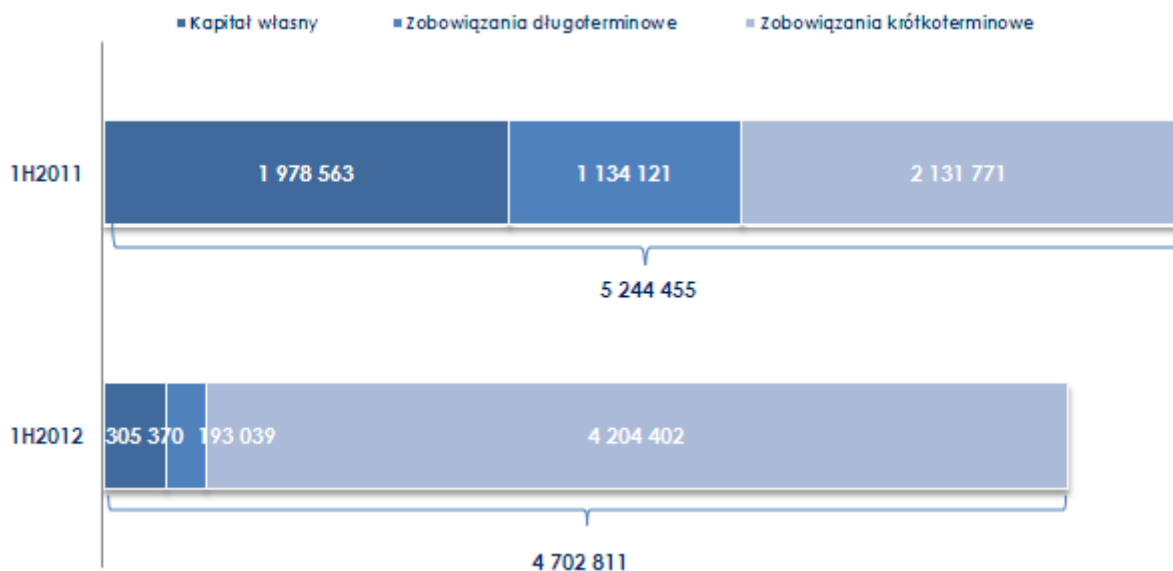 Kapitał własny Zobowiązania długoterminowe Zobowiązania krótkoterminowe
1H2011 1 978 563 1 134 121 2 131 771
5 244 455
1H2012 305 370 193 039 4 204 402
4 702 811